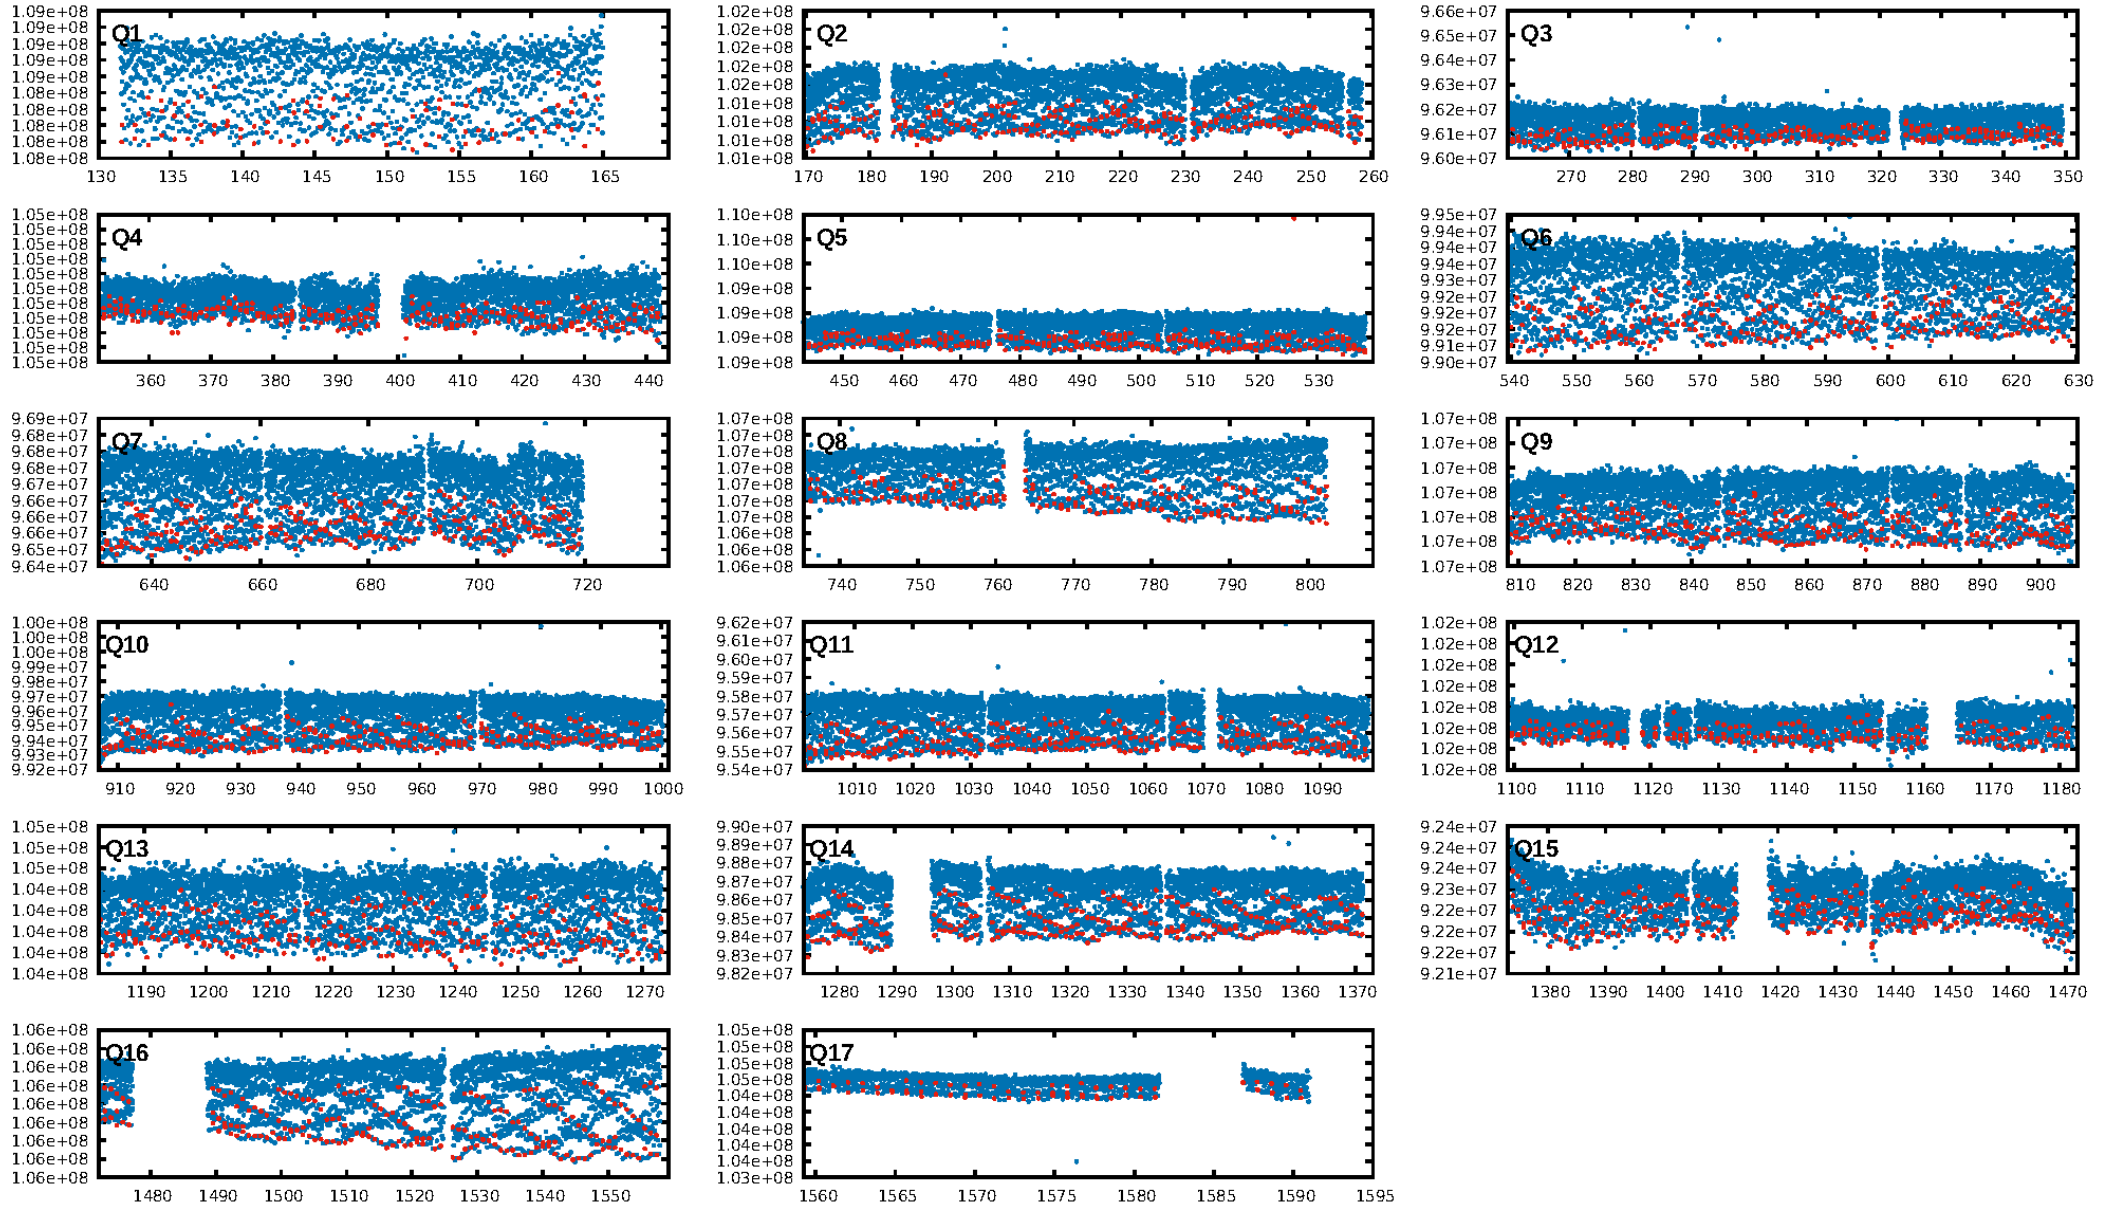 1.09e+08
1.09e+08
1.09e+08
1.09e+08
1.09e+08
1.08e+08
1.08e+08
1.08e+08
1.08e+08
1.08e+08
Q1
130 135 140 145 150 155 160 165
1.02e+08
1.02e+08
1.02e+08
1.02e+08
1.02e+08
1.01e+08
1.01e+08
1.01e+08
1.01e+08
Q2
170 180 190 200 210 220 230 240 250 260
9.66e+07
9.65e+07
9.63e+07
9.63e+07
9.62e+07
9.61e+07
9.60e+07
Q3
270 280 290 300 310 320 330 340 350
1.05e+08
1.05e+08
1.05e+08
1.05e+08
1.05e+08
1.05e+08
1.05e+08
1.05e+08
1.05e+08
1.05e+08
1.05e+08
Q4
360 370 380 390 400 410 420 430 440
1.10e+08
1.10e+08
1.10e+08
1.09e+08
1.09e+08
1.09e+08
1.09e+08
Q5
450 460 470 480 490 500 510 520 530
9.95e+07
9.94e+07
9.94e+07
9.94e+07
9.93e+07
9.92e+07
9.92e+07
9.92e+07
9.91e+07
9.90e+07
Q6
540 550 560 570 580 590 600 610 620 630
9.69e+07
9.68e+07
9.68e+07
9.68e+07
9.67e+07
9.66e+07
9.66e+07
9.66e+07
9.65e+07
9.64e+07
Q7
640 660 680 700 720
1.07e+08
1.07e+08
1.07e+08
1.07e+08
1.07e+08
1.07e+08
1.07e+08
1.06e+08
1.06e+08
1.06e+08
Q8
740 750 760 770 780 790 800
1.07e+08
1.07e+08
1.07e+08
1.07e+08
1.07e+08
1.07e+08
1.07e+08
Q9
810 820 830 840 850 860 870 880 890 900
1.00e+08
1.00e+08
1.00e+08
9.99e+07
9.98e+07
9.97e+07
9.96e+07
9.95e+07
9.94e+07
9.93e+07
9.92e+07
Q10
910 920 930 940 950 960 970 980 990 1000
9.62e+07
9.61e+07
9.60e+07
9.59e+07
9.58e+07
9.57e+07
9.56e+07
9.55e+07
9.54e+07
Q11
1010 1020 1030 1040 1050 1060 1070 1080 1090
1.02e+08
1.02e+08
1.02e+08
1.02e+08
1.02e+08
1.02e+08
1.02e+08
1.02e+08
Q12
1100 1110 1120 1130 1140 1150 1160 1170 1180
1.05e+08
1.05e+08
1.05e+08
1.04e+08
1.04e+08
1.04e+08
1.04e+08
1.04e+08
Q13
1190 1200 1210 1220 1230 1240 1250 1260 1270
9.90e+07
9.89e+07
9.88e+07
9.87e+07
9.86e+07
9.85e+07
9.84e+07
9.83e+07
9.82e+07
Q14
1280 1290 1300 1310 1320 1330 1340 1350 1360 1370
9.24e+07
9.24e+07
9.24e+07
9.23e+07
9.22e+07
9.22e+07
9.22e+07
9.21e+07
Q15
1380 1390 1400 1410 1420 1430 1440 1450 1460 1470
1.06e+08
1.06e+08
1.06e+08
1.06e+08
1.06e+08
1.06e+08
1.06e+08
1.06e+08
1.06e+08
Q16
1480 1490 1500 1510 1520 1530 1540 1550
1.05e+08
1.05e+08
1.05e+08
1.05e+08
1.04e+08
1.04e+08
1.04e+08
1.04e+08
1.04e+08
1.03e+08
Q17
1560 1565 1570 1575 1580 1585 1590 1595